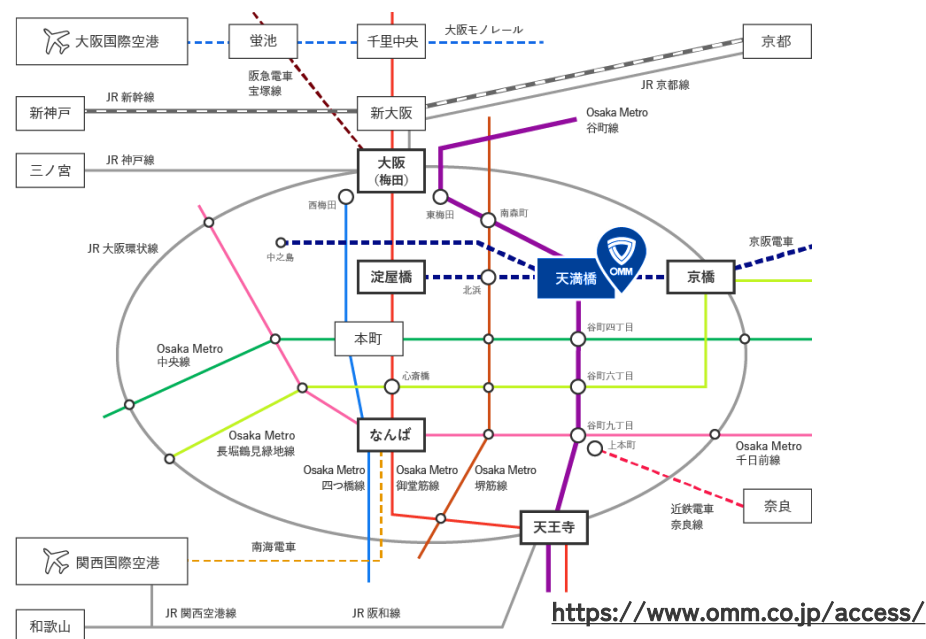 大阪国際空港
蛍池
千里中央
大阪モノレール
京都
阪急電車
宝塚線
JR 京都線
新神戸
JR 新幹線
新大阪
Osaka Metro
谷町線
三ノ宮
JR 神戸線
大阪
(梅田)
西梅田
東梅田
南森町
JR 大阪環状線
中之島
京阪電車
淀屋橋
北浜
天満橋
OMM
京橋
本町
谷町四丁目
Osaka Metro
中央線
心斎橋
谷町六丁目
Osaka Metro
長堀鶴見緑地線
なんば
谷町九丁目
上本町
Osaka Metro
千日前線
Osaka Metro
四つ橋線
Osaka Metro
御堂筋線
Osaka Metro
堺筋線
近鉄電車
奈良線
奈良
天王寺
関西国際空港
南海電車
和歌山
JR 関西空港線
JR 阪和線
https://www.omm.co.jp/access/